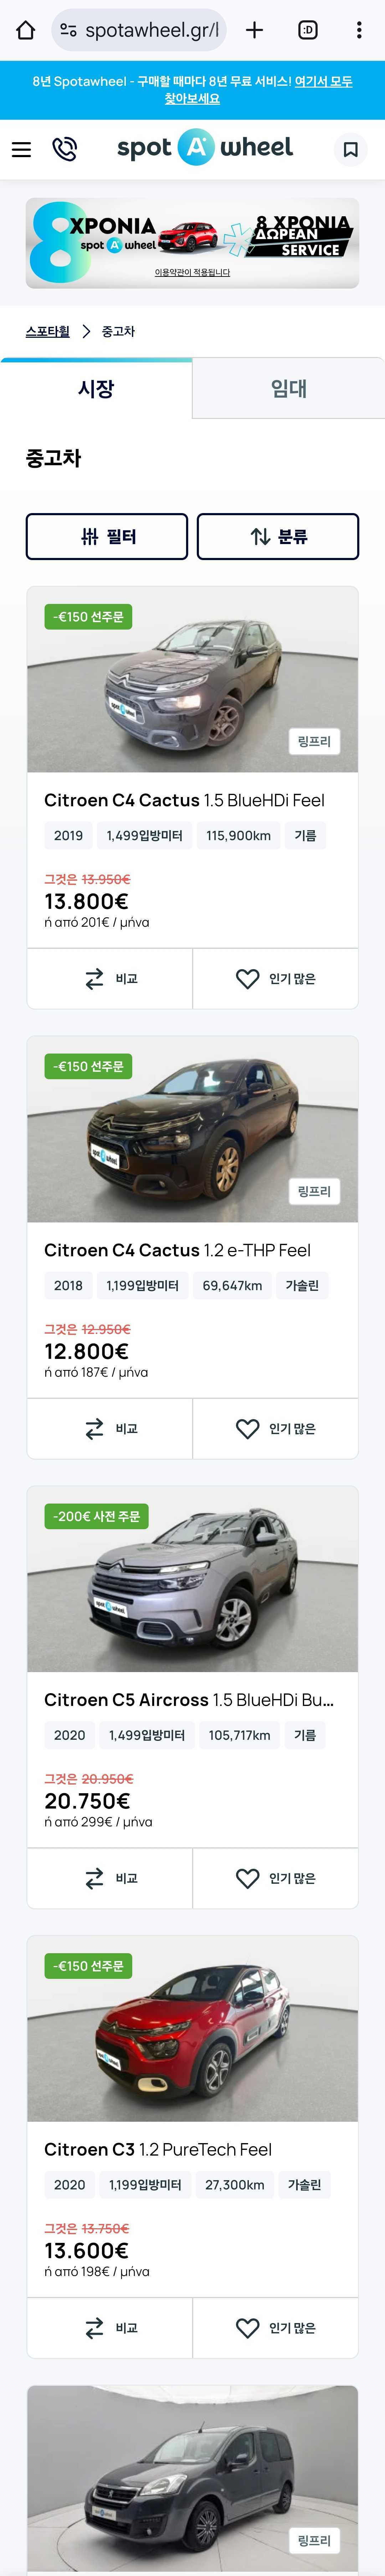 spotawheel.gr/l
:D
8년 Spotawheel - 구매할 때마다 8년 무료 서비스! 여기서 모두
찾아보세요
spot A wheel
8 ΧΡΟΝΙΑ
spot A wheel
8 ΧΡΟΝΙΑ
ΔΩΡΕΑΝ
SERVICE
이용약관이 적용됩니다
스포타휠 > 중고차
시장 임대
중고차
필터 분류
-€150 선주문
링프리
Citroen C4 Cactus 1.5 BlueHDi Feel
2019 1,499입방미터 115,900km 기름
그것은 13.950€
13.800€
ή από 201€ / μήνα
비교 인기 많은
-€150 선주문
링프리
Citroen C4 Cactus 1.2 e-THP Feel
2018 1,199입방미터 69,647km 가솔린
그것은 12.950€
12.800€
ή από 187€ / μήνα
비교 인기 많은
-200€ 사전 주문
Citroen C5 Aircross 1.5 BlueHDi Bu...
2020 1,499입방미터 105,717km 기름
그것은 20.950€
20.750€
ή από 299€ / μήνα
비교 인기 많은
-€150 선주문
Citroen C3 1.2 PureTech Feel
2020 1,199입방미터 27,300km 가솔린
그것은 13.750€
13.600€
ή από 198€ / μήνα
비교 인기 많은
링프리